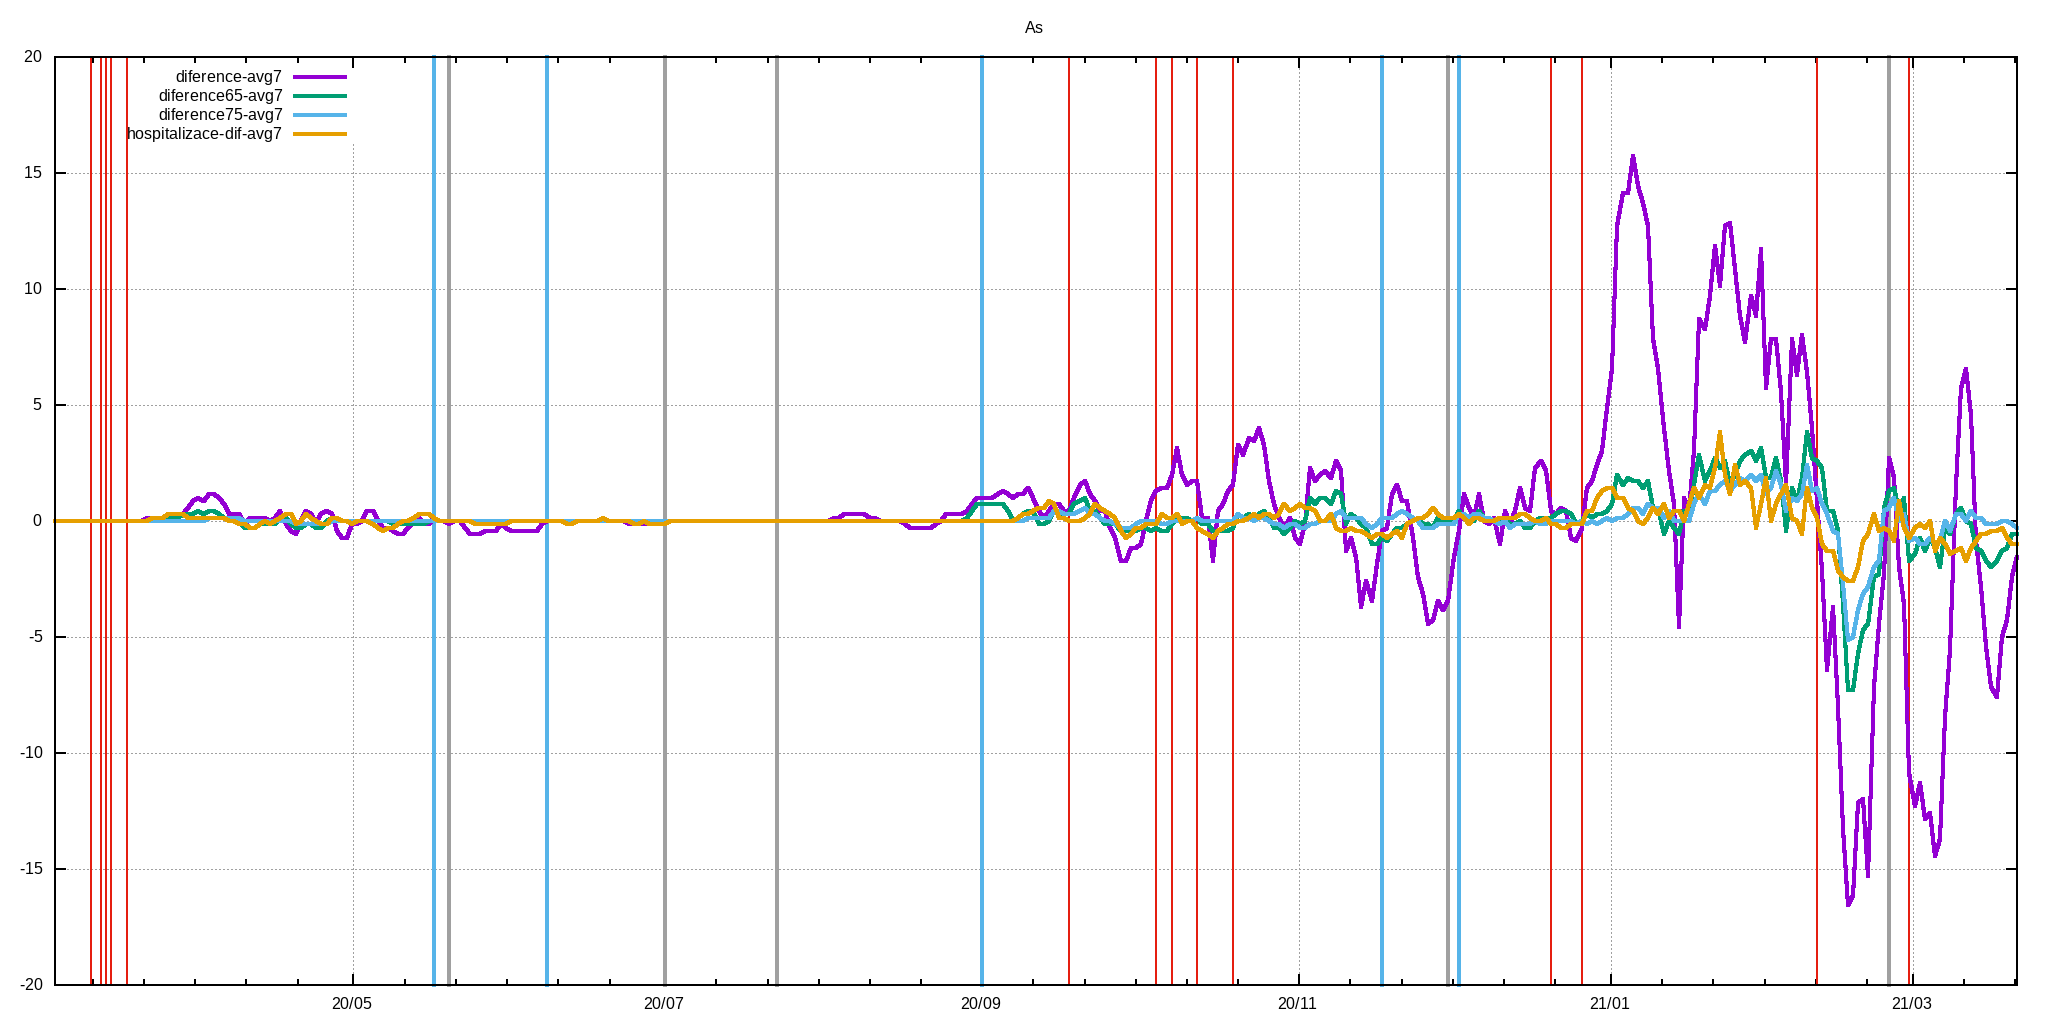 As
20
diference-avg7
diference65-avg7
diference75-avg7
hospitalizace-dif-avg7
15
10
5
0
-5
-10
-15
-20
20/05 20/07 20/09 20/11 21/01 21/03